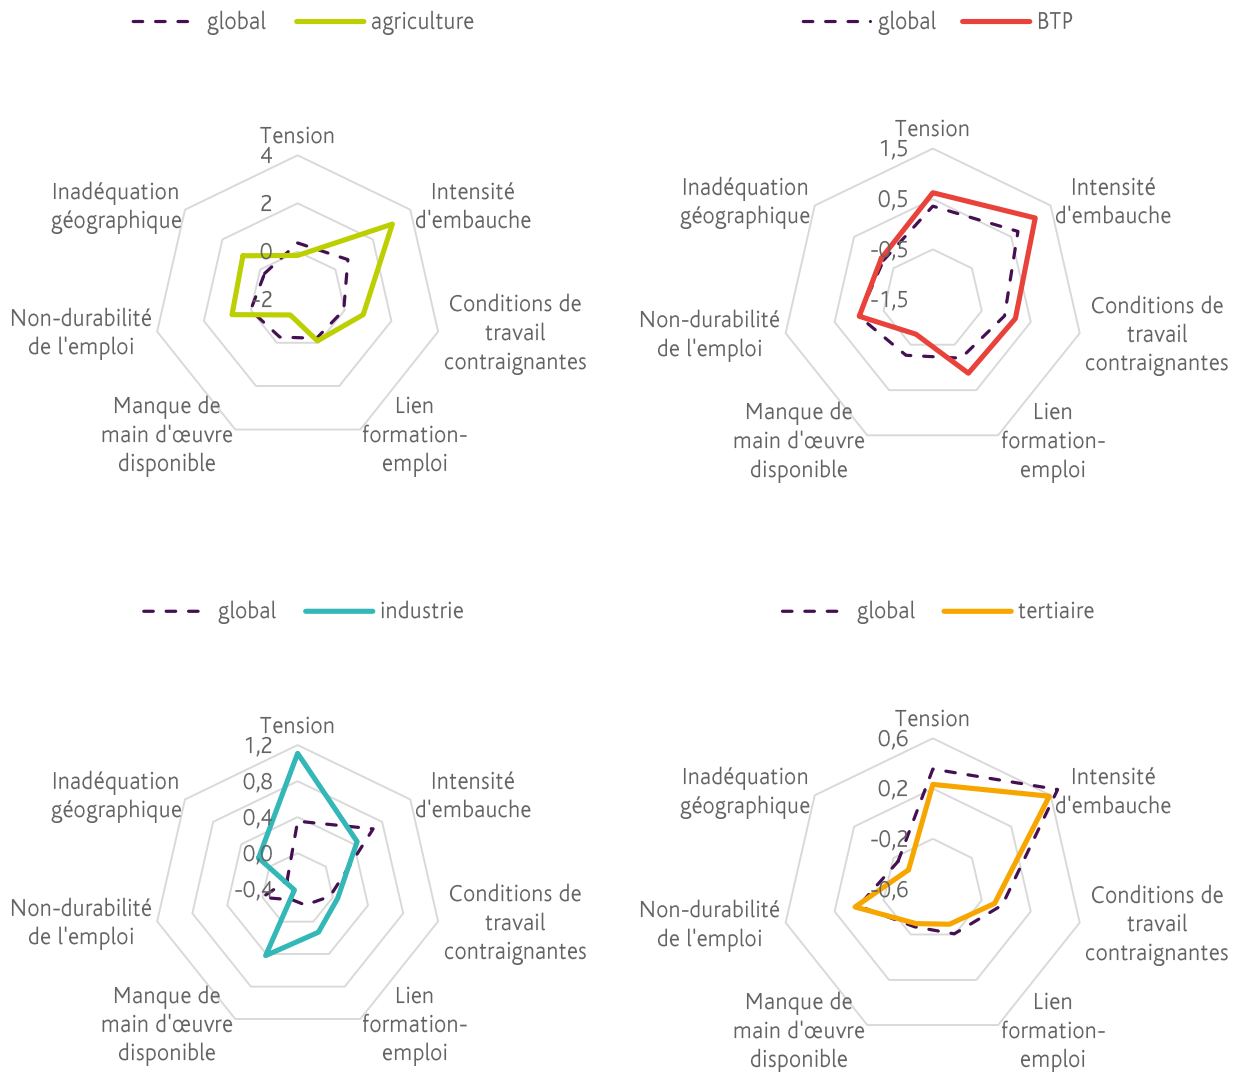 global
agriculture
Tension
4
2
0
-2
Intensité
d'embauche
Conditions de
travail
contraignantes
Lien
formation-
emploi
Manque de
main d'œuvre
disponible
Non-durabilité
de l'emploi
Inadéquation
géographique
global
BTP
Tension
1,5
0,5
-0,5
-1,5
Intensité
d'embauche
Conditions de
travail
contraignantes
Lien
formation-
emploi
Manque de
main d'œuvre
disponible
Non-durabilité
de l'emploi
Inadéquation
géographique
global
industrie
Tension
1,2
0,8
0,4
0,0
-0,4
Intensité
d'embauche
Conditions de
travail
contraignantes
Lien
formation-
emploi
Manque de
main d'œuvre
disponible
Non-durabilité
de l'emploi
Inadéquation
géographique
global
tertiaire
Tension
0,6
0,2
-0,2
-0,6
Intensité
d'embauche
Conditions de
travail
contraignantes
Lien
formation-
emploi
Manque de
main d'œuvre
disponible
Non-durabilité
de l'emploi
Inadéquation
géographique